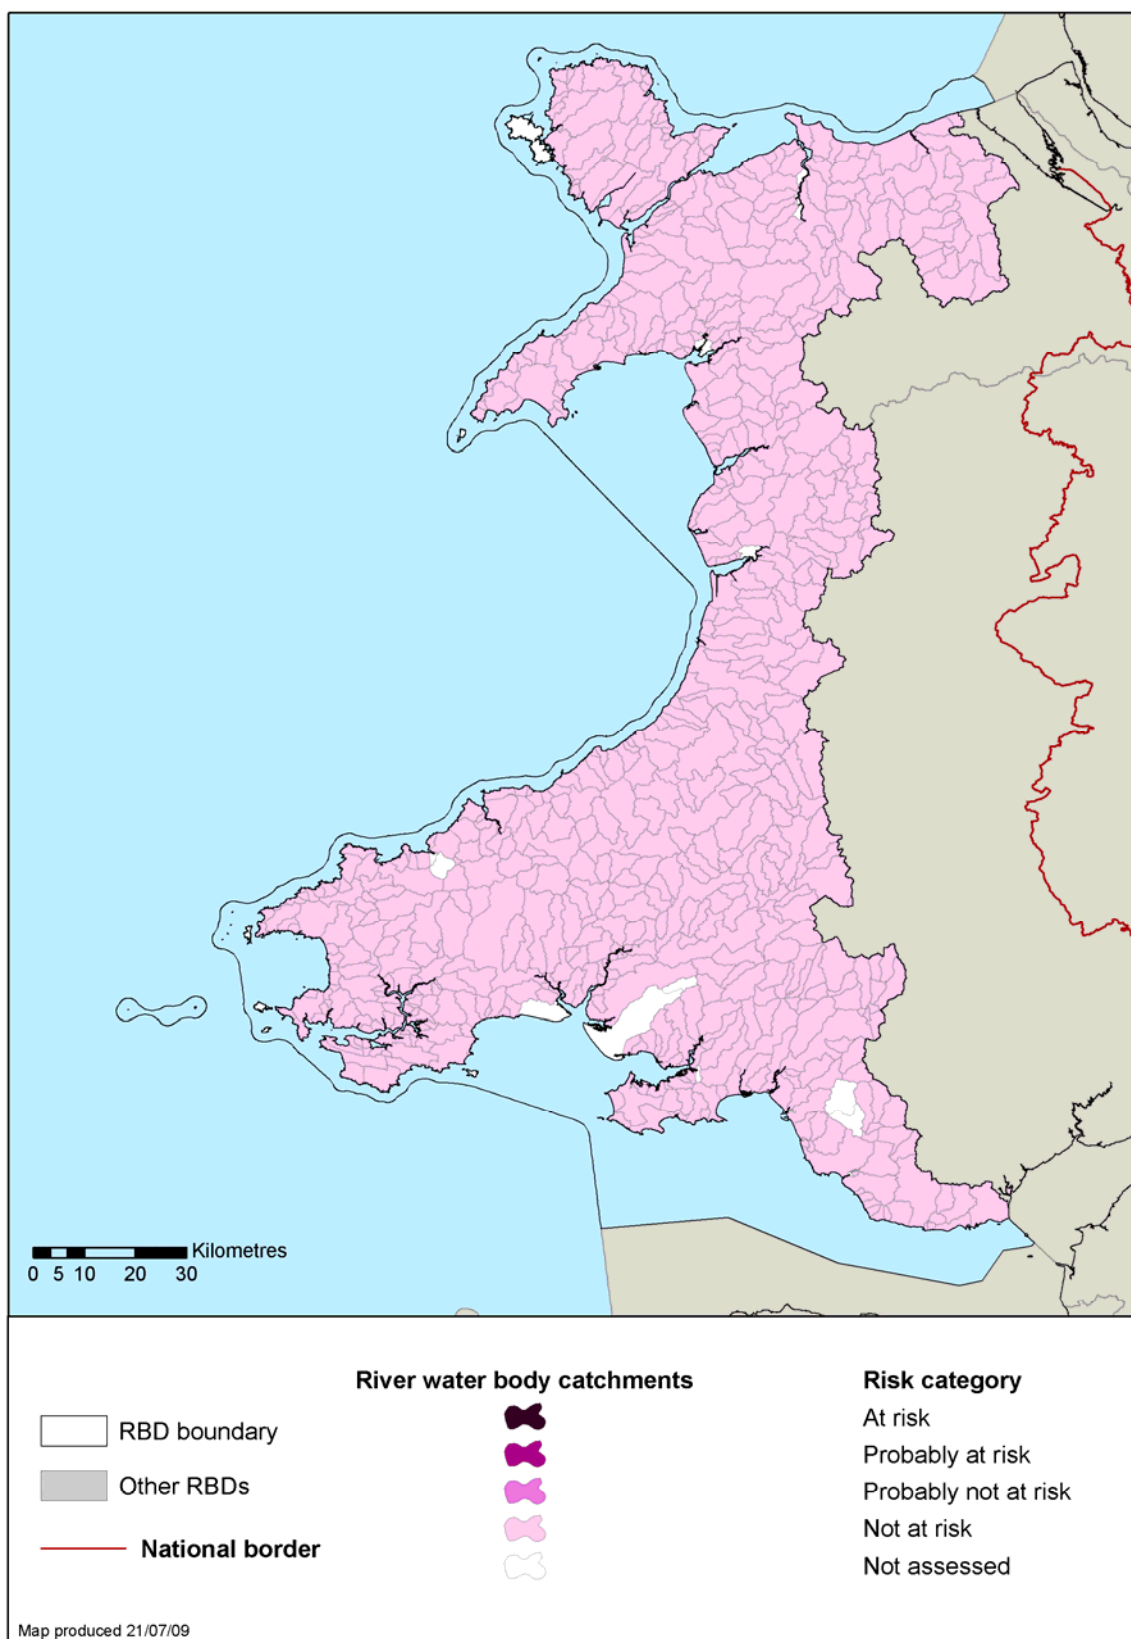 Kilometres
0 5 10 20 30
River water body catchments
Risk category
At risk
RBD boundary
Probably at risk
Other RBDs
Probably not at risk
Not at risk
National border
Not assessed
Map produced 21/07/09